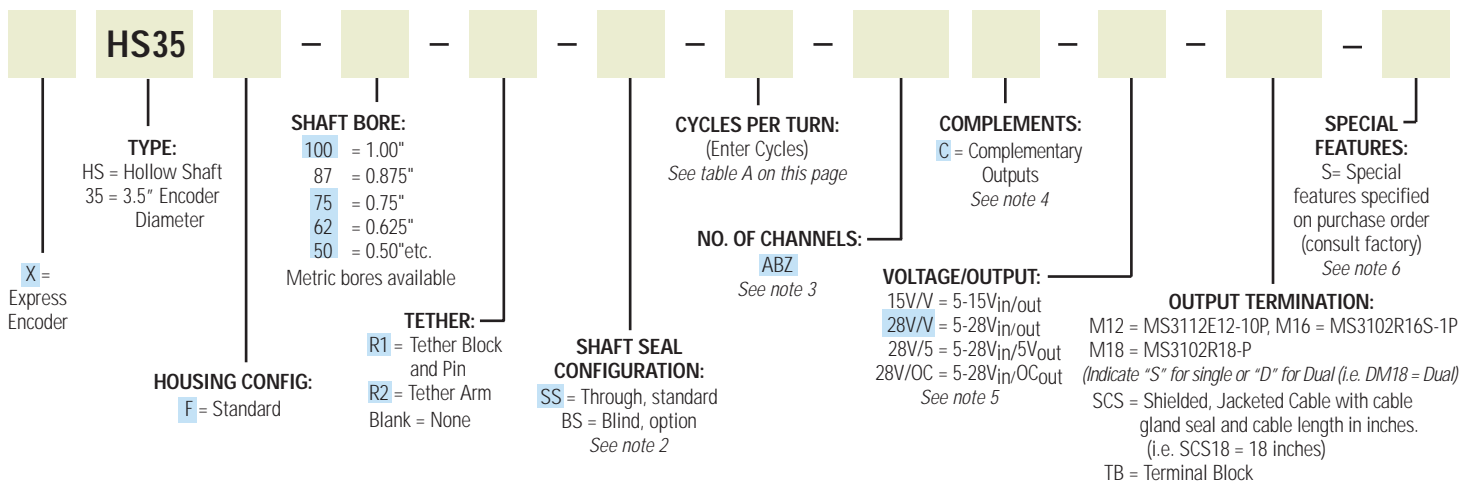 HS35 – – – – – – – –
TYPE:
HS = Hollow Shaft
35 = 3.5" Encoder
Diameter
X =
Express
Encoder
HOUSING CONFIG:
F = Standard
SHAFT BORE:
100 = 1.00"
87 = 0.875"
75 = 0.75"
62 = 0.625"
50 = 0.50"etc.
Metric bores available
TETHER:
R1 = Tether Block
and Pin
R2 = Tether Arm
Blank = None
SHAFT SEAL
CONFIGURATION:
SS = Through, standard
BS = Blind, option
See note 2
CYCLES PER TURN:
(Enter Cycles)
See table A on this page
NO. OF CHANNELS:
ABZ
See note 3
COMPLEMENTS:
C = Complementary
Outputs
See note 4
VOLTAGE/OUTPUT:
15V/V = 5-15Vin/out
28V/V = 5-28Vin/out
28V/5 = 5-28Vin/5Vout
28V/OC = 5-28Vin/OCout
See note 5
OUTPUT TERMINATION:
M12 = MS3112E12-10P, M16 = MS3102R16S-1P
M18 = MS3102R18-P
(Indicate “S” for single or “D” for Dual (i.e. DM18 = Dual)
SCS = Shielded, Jacketed Cable with cable
gland seal and cable length in inches.
(i.e. SCS18 = 18 inches)
TB = Terminal Block
SPECIAL
FEATURES:
S= Special
features specified
on purchase order
(consult factory)
See note 6